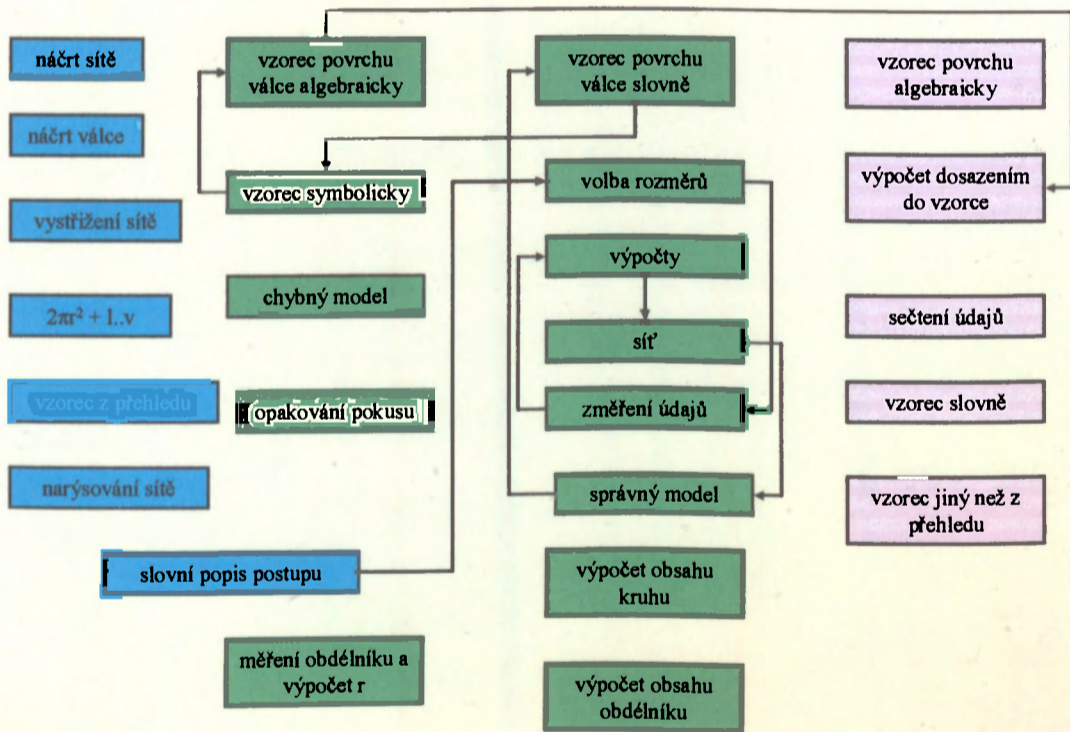 náčrt sítě
náčrt válce
vystřižení sítě
2πr² + l..v
vzorec z přehledu
narýsování sítě
slovní popis postupu
vzorec povrchu
válce algebraicky
vzorec symbolicky
chybný model
opakování pokusu
měření obdélníku a
výpočet r
vzorec povrchu
válce slovně
volba rozměrů
výpočty
síť
změření údajů
správný model
výpočet obsahu
kruhu
výpočet obsahu
obdélníku
vzorec povrchu
algebraicky
výpočet dosazením
do vzorce
sečtení údajů
vzorec slovně
vzorec jiný než z
přehledu